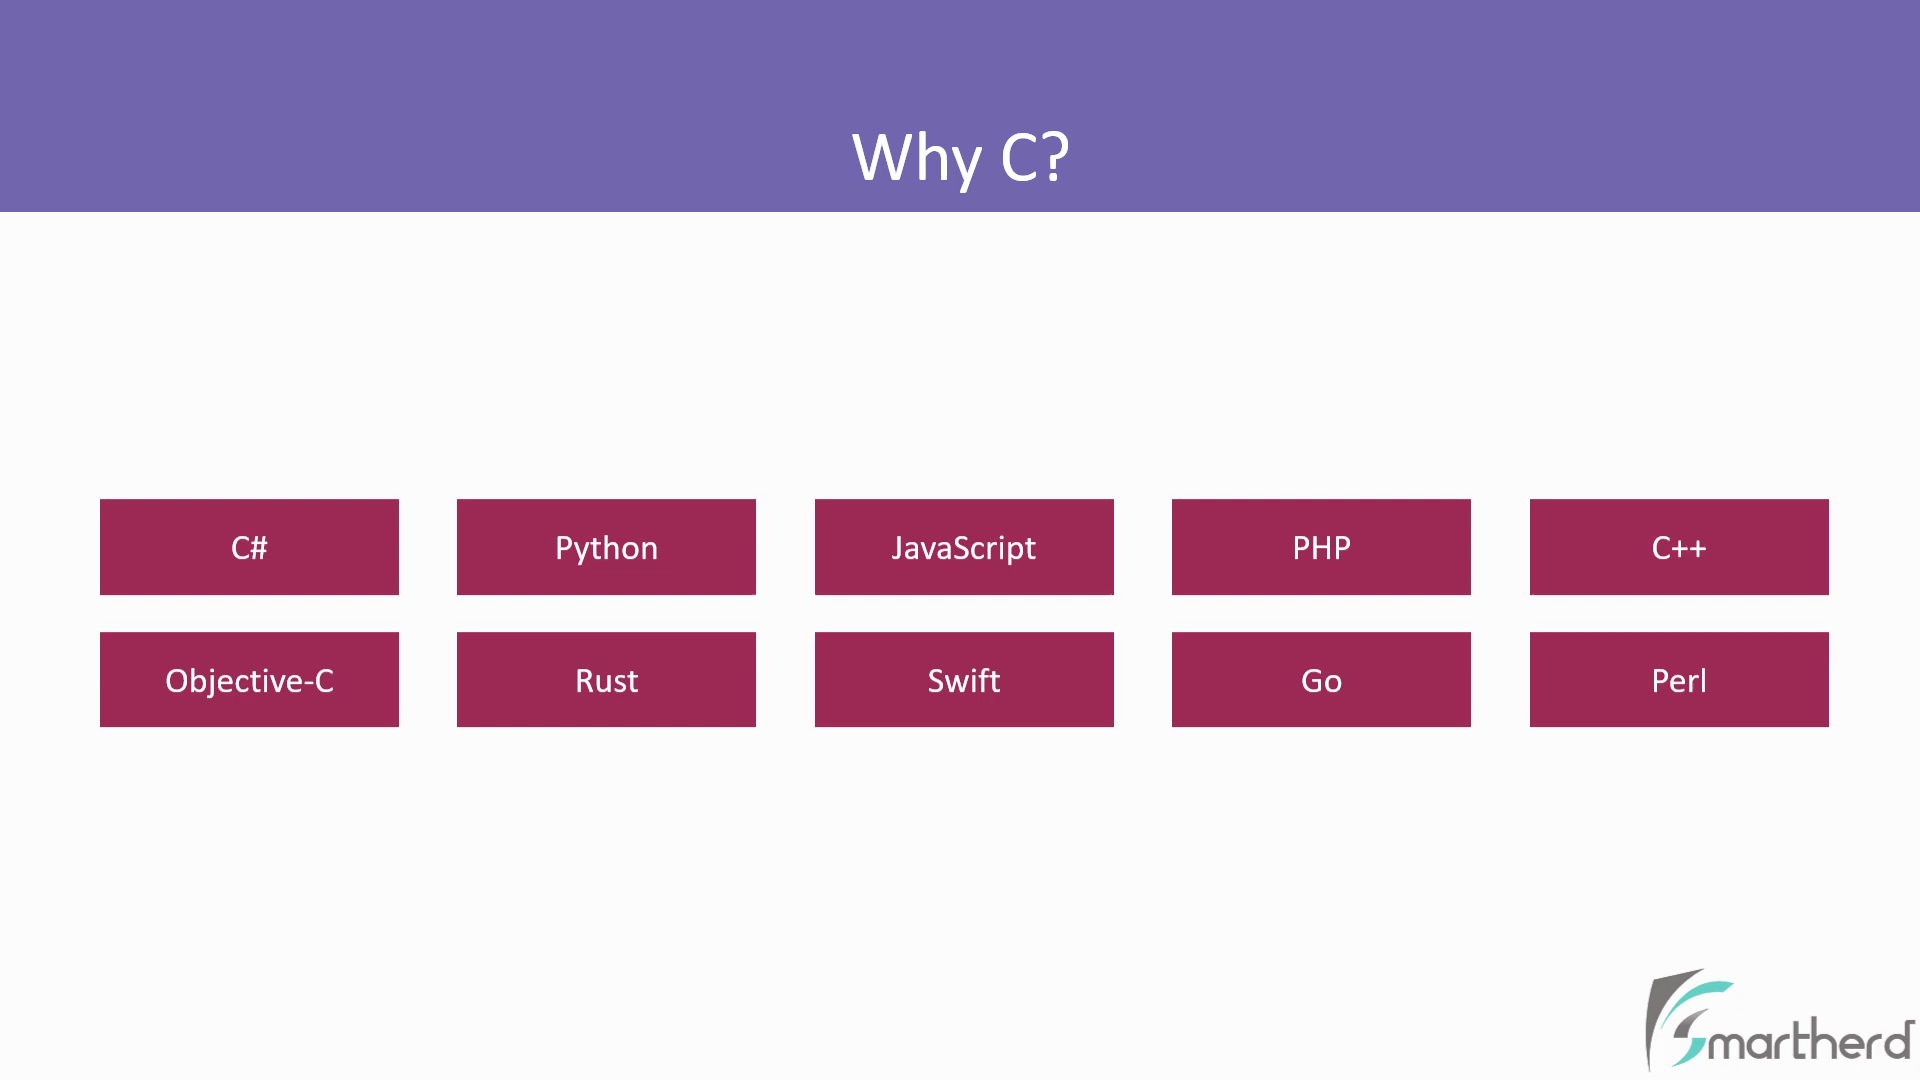 Why C?
C# Python JavaScript PHP C++
Objective-C Rust Swift Go Perl
Smartherd